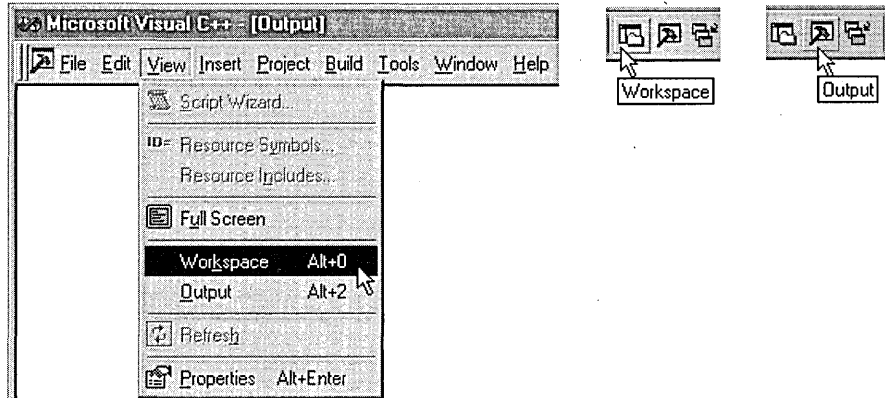 Microsoft Visual C++ - [Output]
File Edit View Insert Project Build Tools Window Help
Script Wizard...
ID= Resource Symbols...
Resource Includes...
Full Screen
Workspace Alt+0
Output Alt+2
Refresh
Properties Alt+Enter
Workspace
Output